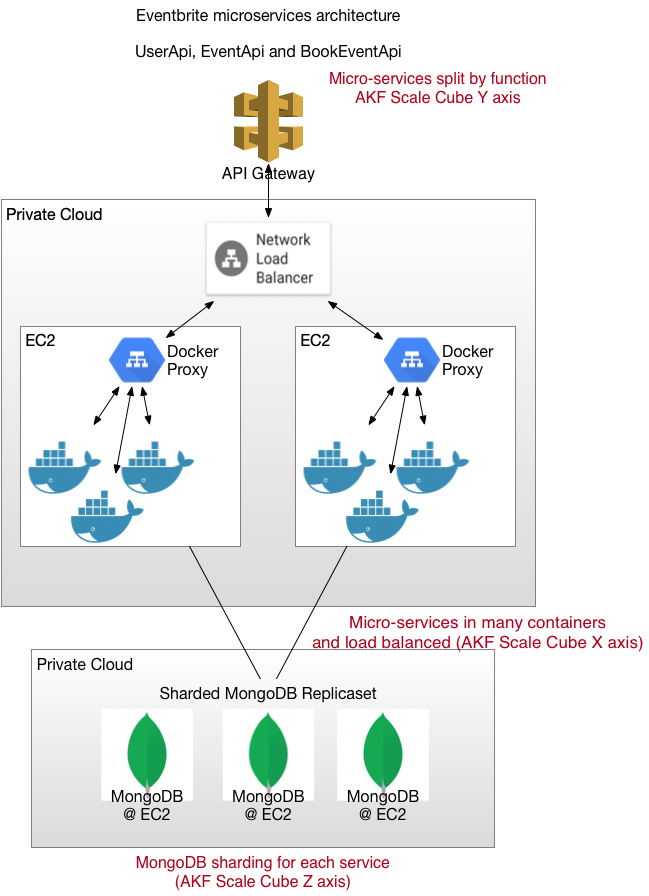 Eventbrite microservices architecture
UserApi, EventApi and BookEventApi
Micro-services split by function
AKF Scale Cube Y axis
API Gateway
Private Cloud
Network
Load
Balancer
EC2
Docker
Proxy
EC2
Docker
Proxy
Micro-services in many containers
and load balanced (AKF Scale Cube X axis)
Private Cloud
Sharded MongoDB Replicaset
MongoDB
@ EC2
MongoDB
@ EC2
MongoDB
@ EC2
MongoDB sharding for each service
(AKF Scale Cube Z axis)